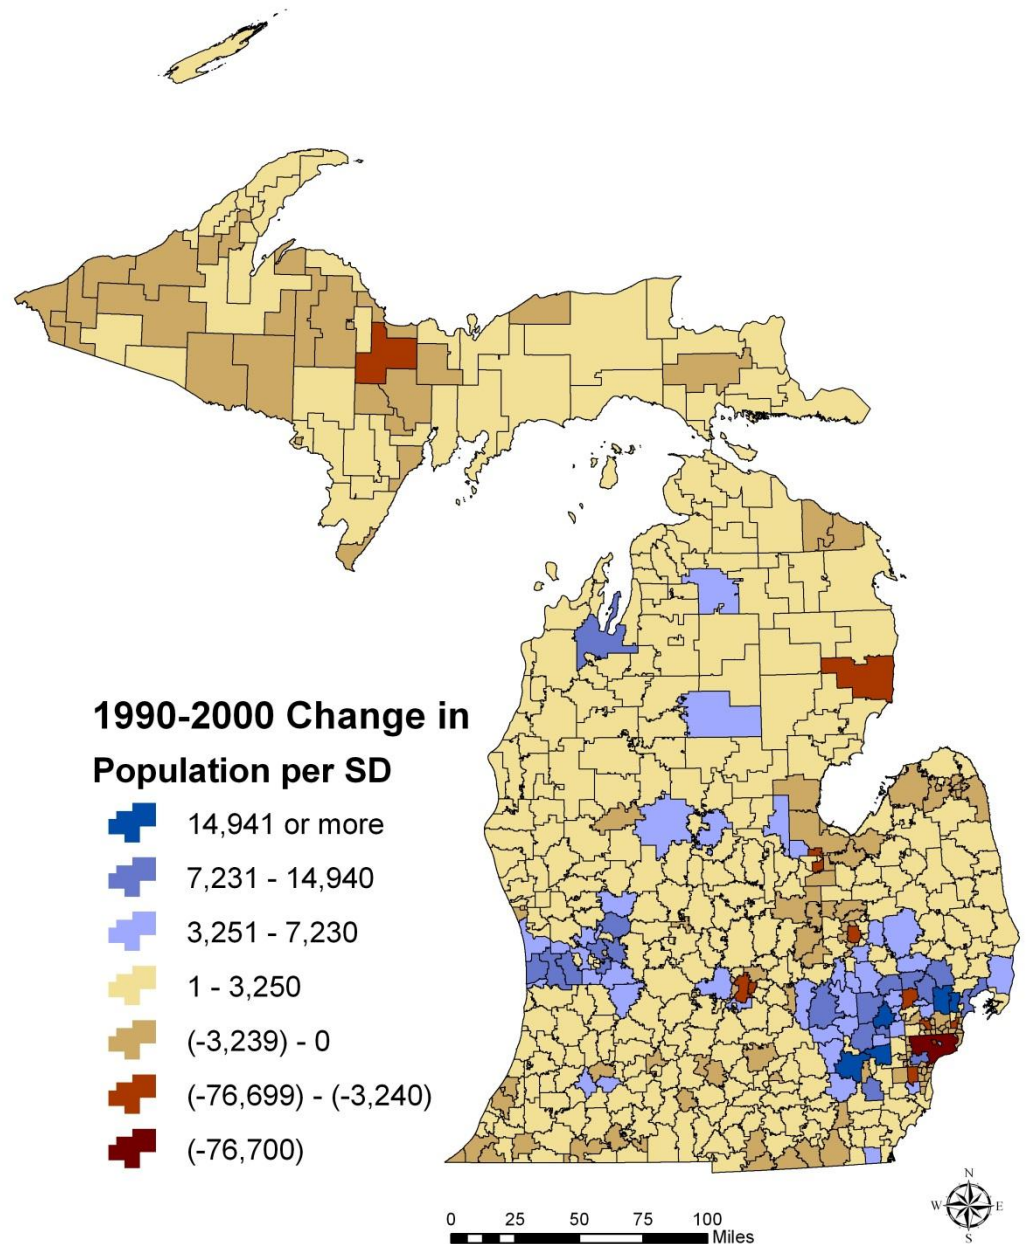 1990-2000 Change in
Population per SD
14,941 or more
7,231 - 14,940
3,251 - 7,230
1 - 3,250
(-3,239) - 0
(-76,699) - (-3,240)
(-76,700)
0 25 50 75 100
Miles
N
W E
S